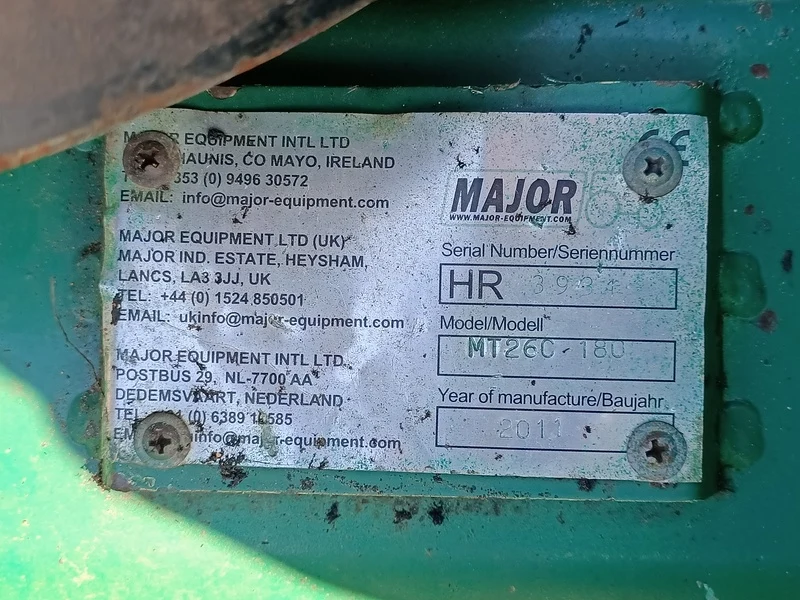 MAJOR EQUIPMENT INTL LTD
CO MAYO, IRELAND
353 (0) 9496 30572
EMAIL: info@major-equipment.com
MAJOR EQUIPMENT LTD (UK)
MAJOR IND. ESTATE, HEYSHAM,
LANCS, LA3 3JJ, UK
TEL: +44 (0) 1524 850501
EMAIL: ukinfo@major-equipment.com
MAJOR EQUIPMENT INTL LTD.
POSTBUS 29, NL-7700 AA
DEDEMSVAART, NEDERLAND
(0) 6389
info@major-equipment.com
CE
MAJOR
WWW.MAJOR-EQUIPMENT.COM
Serial Number/Seriennummer
HR
Model/Modell
MT260-180
Year of manufacture/Baujahr
2011